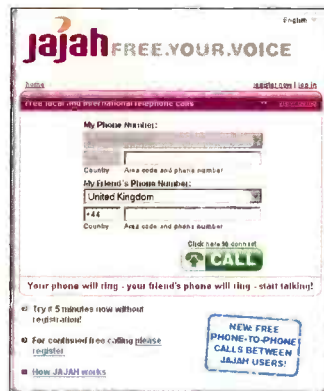 English
jajah FREE.YOUR.VOICE
home register now | log in
Free local and international telephone calls
My Phone Number:
Country Area code and phone number
My Friend's Phone Number:
United Kingdom
+44
Country Area code and phone number
Click here to connect
CALL
Your phone will ring - your friend's phone will ring - start talking!
Try it 5 minutes now without
registration!
For continued free calling please
register
How JAJAH works
NEW FREE
PHONE-TO-PHONE
CALLS BETWEEN
JAJAH USERS!